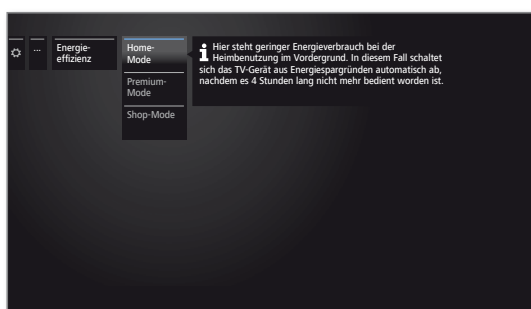 ...
Energie-
effizienz
Home-
Mode
Premium-
Mode
Shop-Mode
i Hier steht geringer Energieverbrauch bei der
Heimbenutzung im Vordergrund. In diesem Fall schaltet
sich das TV-Gerät aus Energiespargründen automatisch ab,
nachdem es 4 Stunden lang nicht mehr bedient worden ist.